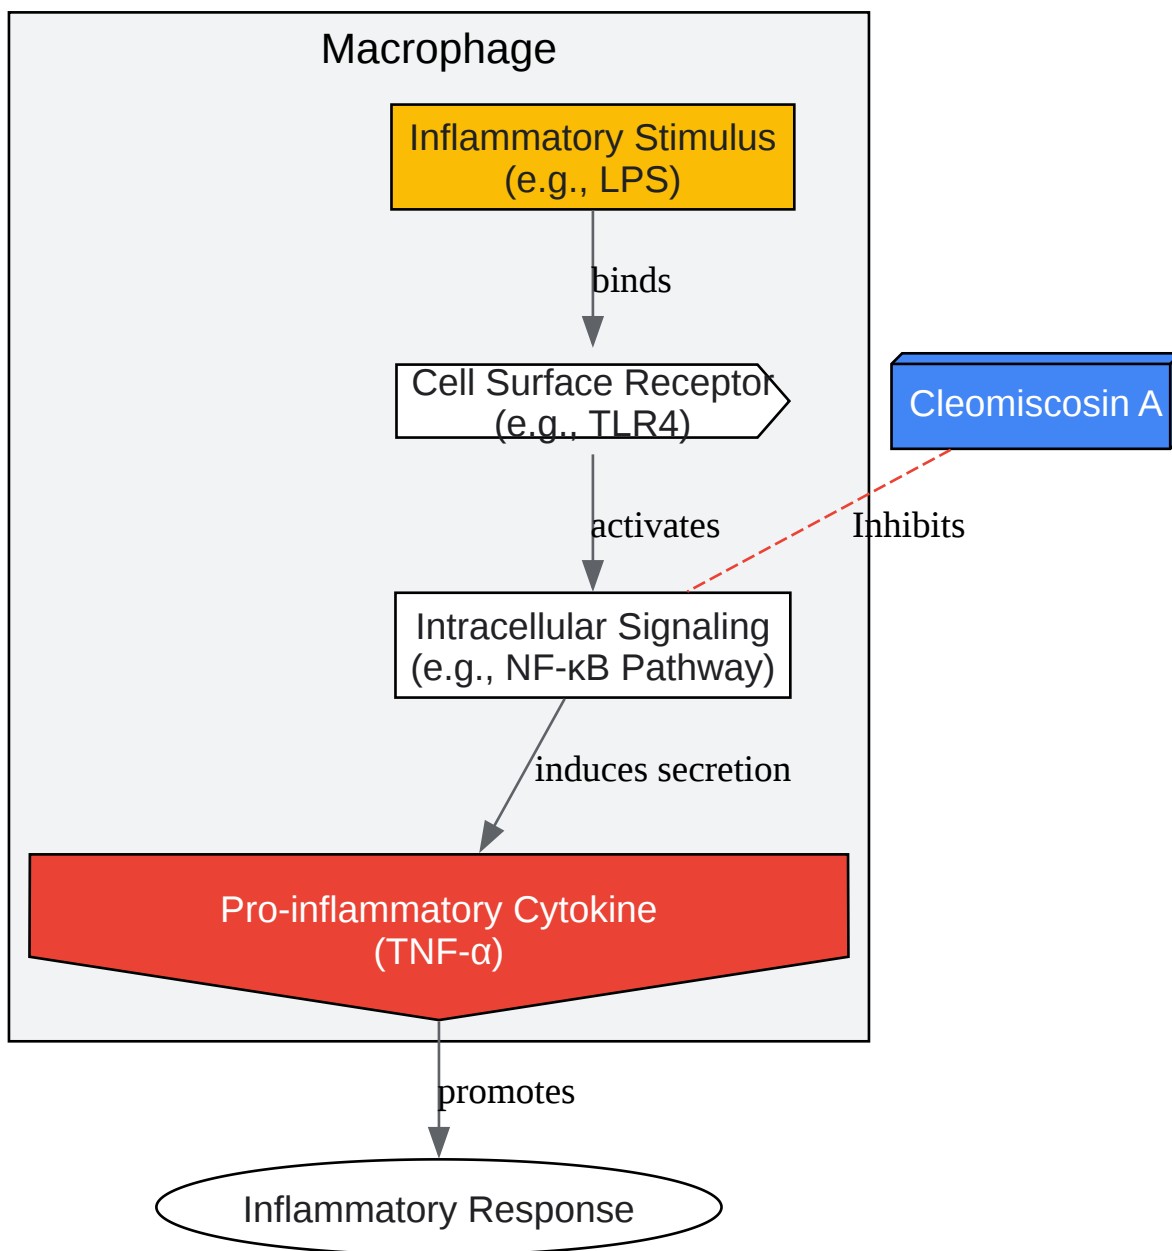 Macrophage
Inflammatory Stimulus
(e.g., LPS)
binds
Cell Surface Receptor
(e.g., TLR4)
Cleomiscosin A
activates
Inhibits
Intracellular Signaling
(e.g., NF-κB Pathway)
induces secretion
Pro-inflammatory Cytokine
(TNF-α)
promotes
Inflammatory Response